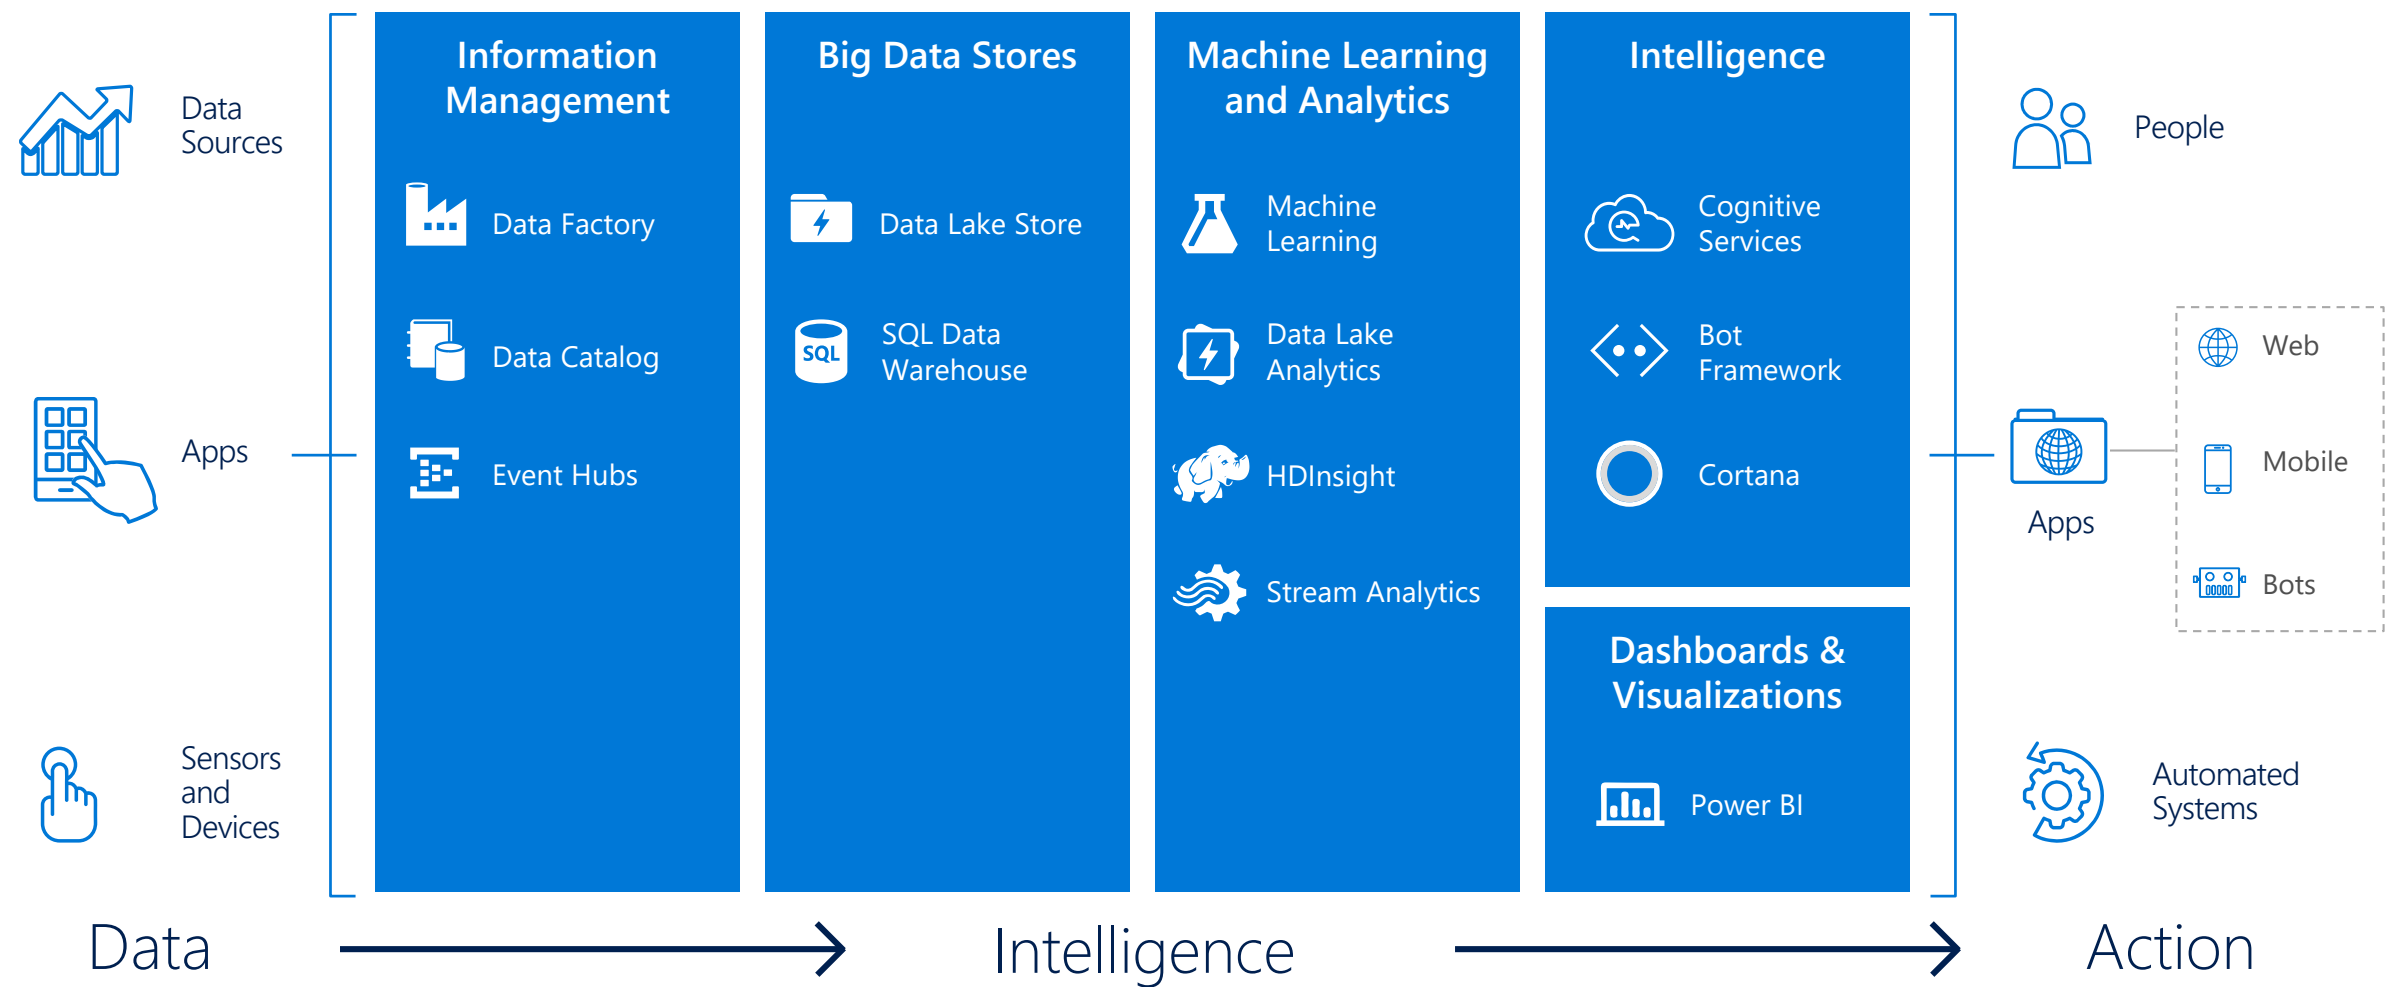 Data
Sources
Apps
Sensors
and
Devices
Information
Management
Data Factory
Data Catalog
Event Hubs
Big Data Stores
Data Lake Store
SQL
SQL Data
Warehouse
Machine Learning
and Analytics
Machine
Learning
Data Lake
Analytics
HDInsight
Stream Analytics
Intelligence
Cognitive
Services
Bot
Framework
Cortana
Dashboards &
Visualizations
Power BI
People
Apps
Web
Mobile
Bots
Automated
Systems
Data
Intelligence
Action